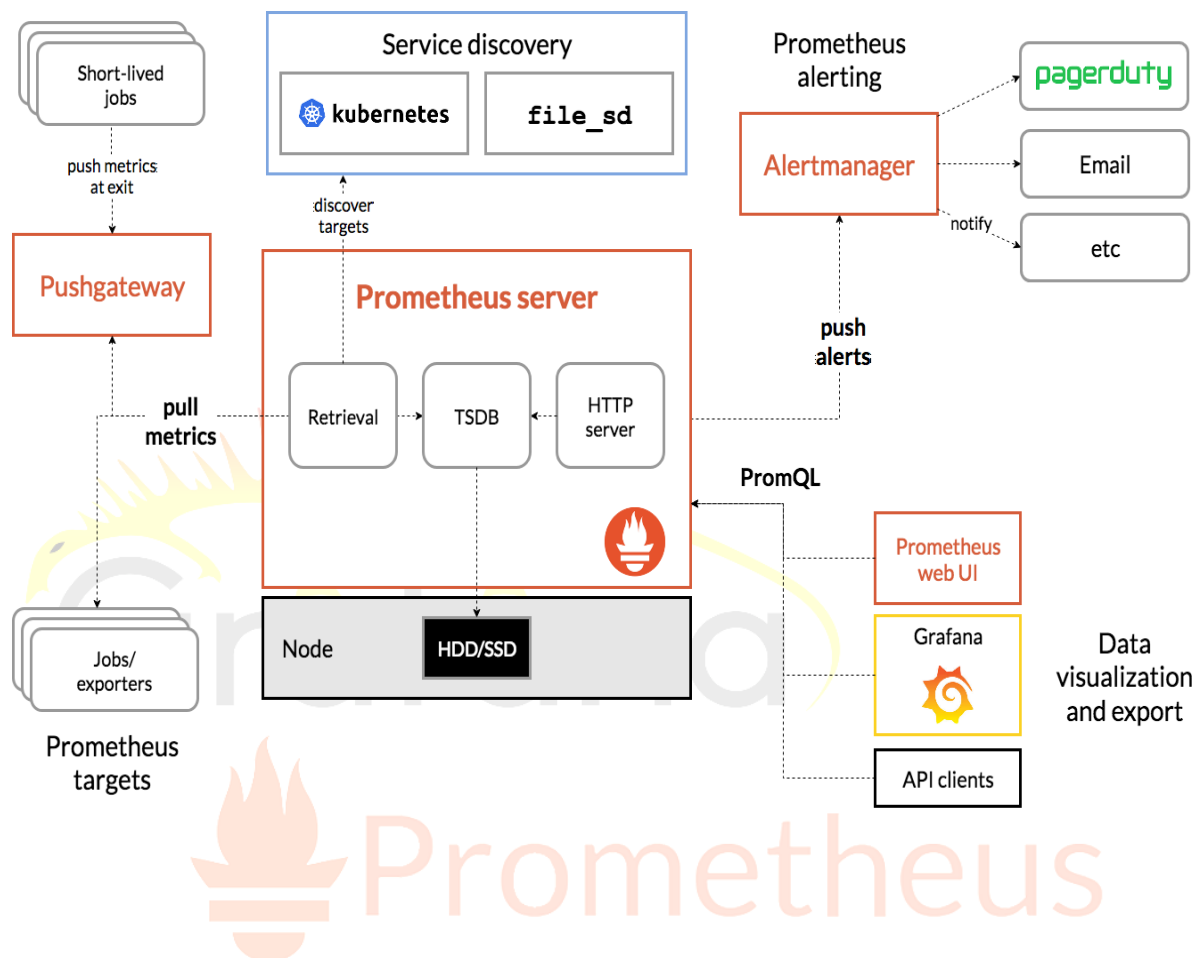 Short-lived
jobs
push metrics
at exit
Pushgateway
Service discovery
kubernetes
file_sd
discover
targets
Prometheus
alerting
Alertmanager
pagerduty
Email
notify
etc
Prometheus server
Retrieval
TSDB
HTTP
server
pull
metrics
push
alerts
PromQL
Node
HDD/SSD
Jobs/
exporters
Prometheus
targets
Prometheus
web UI
Grafana
API clients
Data
visualization
and export
Grafana
Prometheus